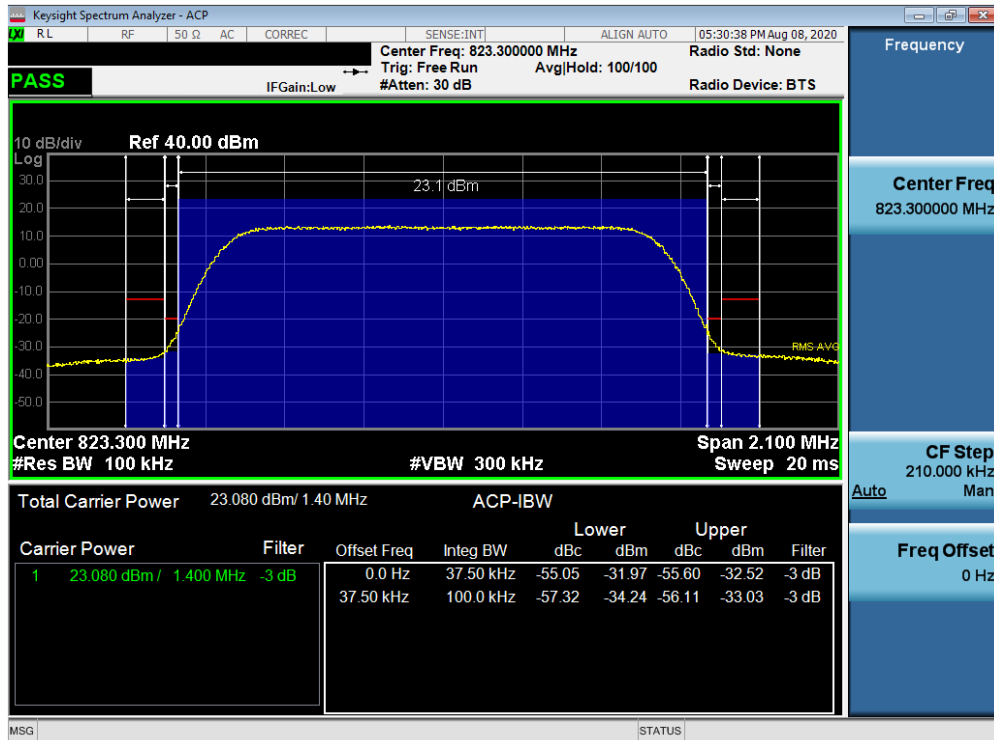 Keysight Spectrum Analyzer - ACP
LXI RL RF 50 Ω AC CORREC SENSE:INT ALIGN AUTO 05:30:38 PM Aug 08, 2020
Center Freq: 823.300000 MHz Radio Std: None
Trig: Free Run Avg|Hold: 100/100
PASS IFGain:Low #Atten: 30 dB Radio Device: BTS
10 dB/div Ref 40.00 dBm
Log
30.0
23.1 dBm
20.0
10.0
0.00
-10.0
-20.0
-30.0
RMS AVG
-40.0
-50.0
Center 823.300 MHz Span 2.100 MHz
#Res BW 100 kHz #VBW 300 kHz Sweep 20 ms
Total Carrier Power 23.080 dBm/ 1.40 MHz ACP-IBW
Lower Upper
Carrier Power Filter Offset Freq Integ BW dBc dBm dBc dBm Filter
1 23.080 dBm / 1.400 MHz -3 dB 0.0 Hz 37.50 kHz -55.05 -31.97 -55.60 -32.52 -3 dB
37.50 kHz 100.0 kHz -57.32 -34.24 -56.11 -33.03 -3 dB
MSG STATUS
Frequency
Center Freq
823.300000 MHz
CF Step
210.000 kHz
Auto Man
Freq Offset
0 Hz